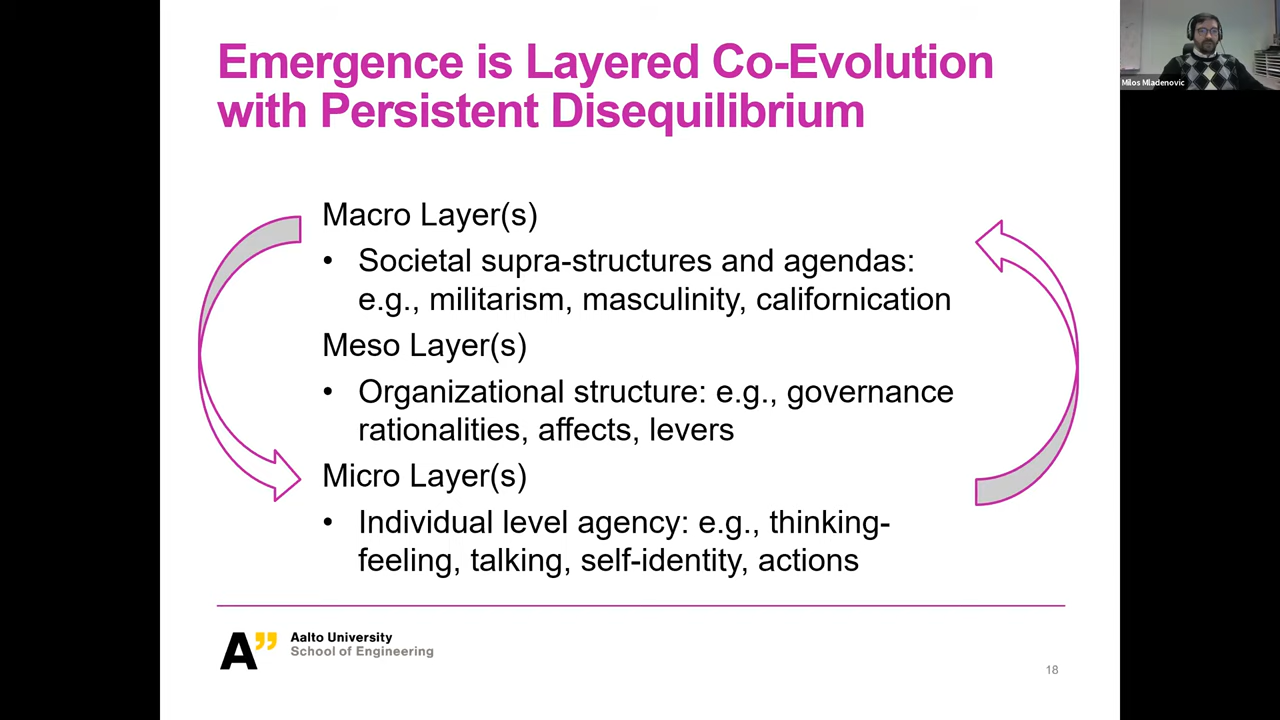 Emergence is Layered Co-Evolution
with Persistent Disequilibrium
Milos Mladenovic
Macro Layer(s)
• Societal supra-structures and agendas:
e.g., militarism, masculinity, californication
Meso Layer(s)
• Organizational structure: e.g., governance
rationalities, affects, levers
Micro Layer(s)
• Individual level agency: e.g., thinking-
feeling, talking, self-identity, actions
A”
Aalto University
School of Engineering
18